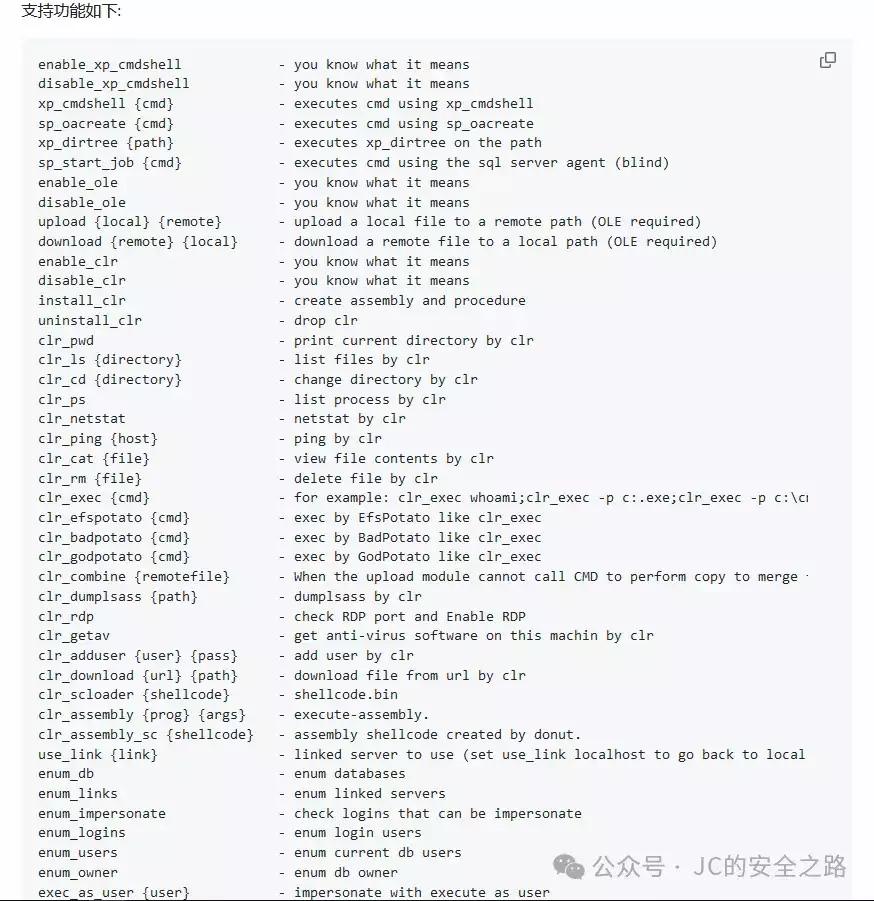 支持功能如下:
enable_xp_cmdshell - you know what it means
disable_xp_cmdshell - you know what it means
xp_cmdshell {cmd} - executes cmd using xp_cmdshell
sp_oacreate {cmd} - executes cmd using sp_oacreate
xp_dirtree {path} - executes xp_dirtree on the path
sp_start_job {cmd} - executes cmd using the sql server agent (blind)
enable_ole - you know what it means
disable_ole - you know what it means
upload {local} {remote} - upload a local file to a remote path (OLE required)
download {remote} {local} - download a remote file to a local path (OLE required)
enable_clr - you know what it means
disable_clr - you know what it means
install_clr - create assembly and procedure
uninstall_clr - drop clr
clr_pwd - print current directory by clr
clr_ls {directory} - list files by clr
clr_cd {directory} - change directory by clr
clr_ps - list process by clr
clr_netstat - netstat by clr
clr_ping {host} - ping by clr
clr_cat {file} - view file contents by clr
clr_rm {file} - delete file by clr
clr_exec {cmd} - for example: clr_exec whoami;clr_exec -p c:.exe;clr_exec -p c:\
clr_efspotato {cmd} - exec by EfsPotato like clr_exec
clr_badpotato {cmd} - exec by BadPotato like clr_exec
clr_godpotato {cmd} - exec by GodPotato like clr_exec
clr_combine {remotefile} - When the upload module cannot call CMD to perform copy to merge
clr_dumplsass {path} - dumplsass by clr
clr_rdp - check RDP port and Enable RDP
clr_getav - get anti-virus software on this machin by clr
clr_adduser {user} {pass} - add user by clr
clr_download {url} {path} - download file from url by clr
clr_scloader {shellcode} - shellcode.bin
clr_assembly {prog} {args} - execute-assembly.
clr_assembly_sc {shellcode} - assembly shellcode created by donut.
use_link {link} - linked server to use (set use_link localhost to go back to local
enum_db - enum databases
enum_links - enum linked servers
enum_impersonate - check logins that can be impersonate
enum_logins - enum login users
enum_users - enum current db users
enum_owner - enum db owner
exec_as_user {user} - impersonate with execute as user
公众号 · JC的安全之路